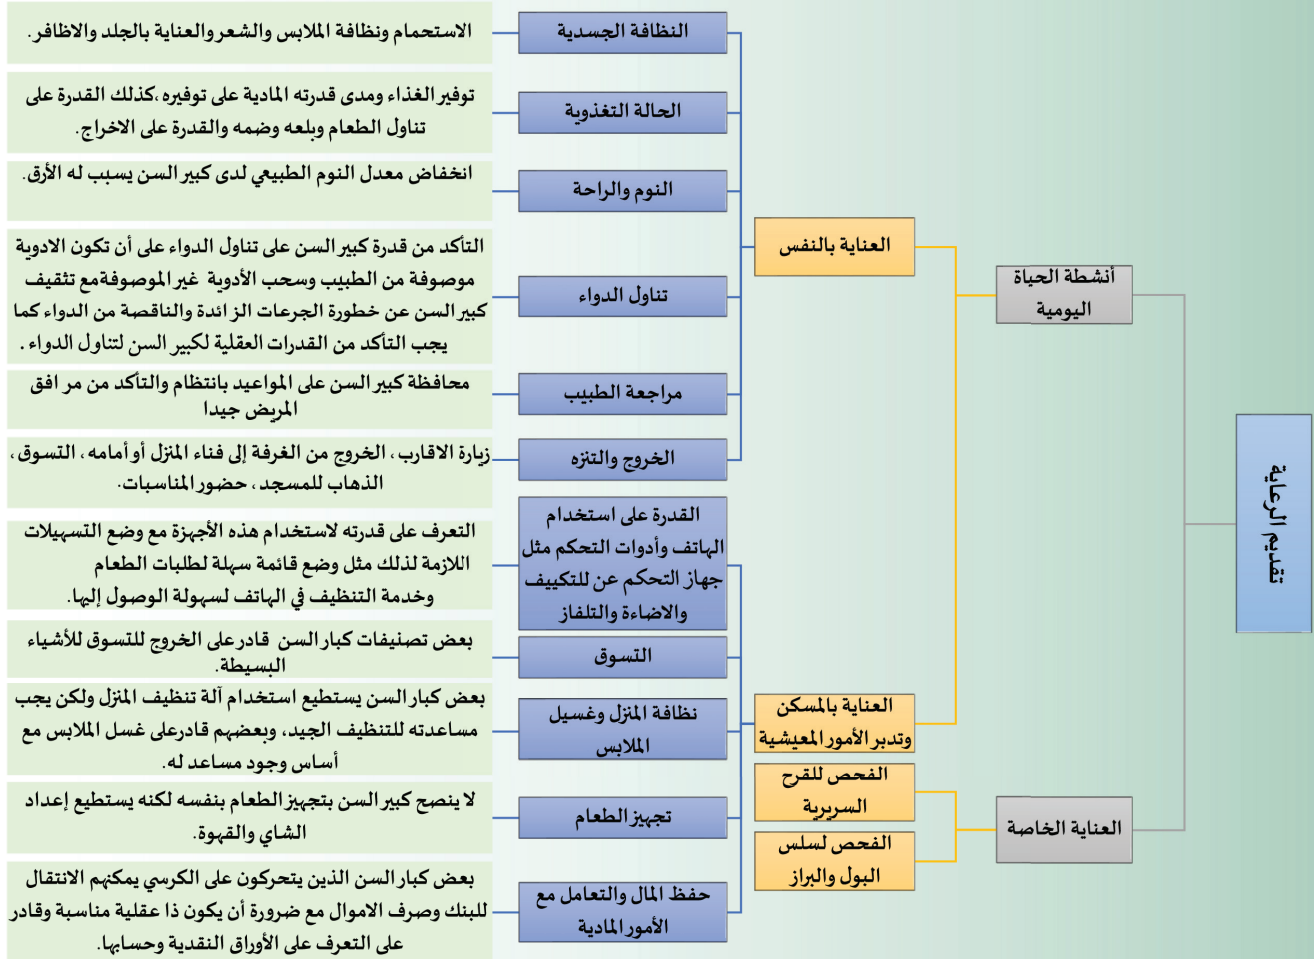 تقديم الرعاية
أنشطة الحياة
اليومية
العناية بالنفس
النظافة الجسدية
الاستحمام ونظافة الملابس والشعر والعناية بالجلد والاظافر.
الحالة التغذوية
توفير الغذاء ومدى قدرته المادية على توفيره ،كذلك القدرة على
تناول الطعام وبلعه وضمه والقدرة على الاخراج.
النوم والراحة
انخفاض معدل النوم الطبيعي لدى كبير السن يسبب له الأرق.
تناول الدواء
التأكد من قدرة كبير السن على تناول الدواء على أن تكون الادوية
موصوفة من الطبيب وسحب الأدوية غير الموصوفةمع تثقيف
كبير السن عن خطورة الجرعات الزائدة والناقصة من الدواء كما
يجب التأكد من القدرات العقلية لكبير السن لتناول الدواء .
مراجعة الطبيب
محافظة كبير السن على المواعيد بانتظام والتأكد من مرافق
المريض جيدا
الخروج والتنزه
زيارة الاقارب ، الخروج من الغرفة إلى فناء المنزل أو أمامه ، التسوق ،
الذهاب للمسجد ، حضور المناسبات.
العناية بالمسكن
وتدبر الأمور المعيشية
القدرة على استخدام
الهاتف وأدوات التحكم مثل
جهاز التحكم عن للتكييف
والاضاءة والتلفاز
التعرف على قدرته لاستخدام هذه الأجهزة مع وضع التسهيلات
اللازمة لذلك مثل وضع قائمة سهلة لطلبات الطعام
وخدمة التنظيف في الهاتف لسهولة الوصول إليها.
التسوق
بعض تصنيفات كبار السن قادر على الخروج للتسوق للأشياء
البسيطة.
نظافة المنزل وغسيل
الملابس
بعض كبار السن يستطيع استخدام آلة تنظيف المنزل ولكن يجب
مساعدته للتنظيف الجيد، وبعضهم قادر على غسل الملابس مع
أساس وجود مساعد له.
تجهيز الطعام
لا ينصح كبير السن بتجهيز الطعام بنفسه لكنه يستطيع إعداد
الشاي والقهوة.
حفظ المال والتعامل مع
الأمور المادية
بعض كبار السن الذين يتحركون على الكرسي يمكنهم الانتقال
للبنك وصرف الاموال مع ضرورة أن يكون ذا عقلية مناسبة وقادر
على التعرف على الأوراق النقدية وحسابها.
العناية الخاصة
الفحص للقرح
السريرية
الفحص لسلس
البول والبراز